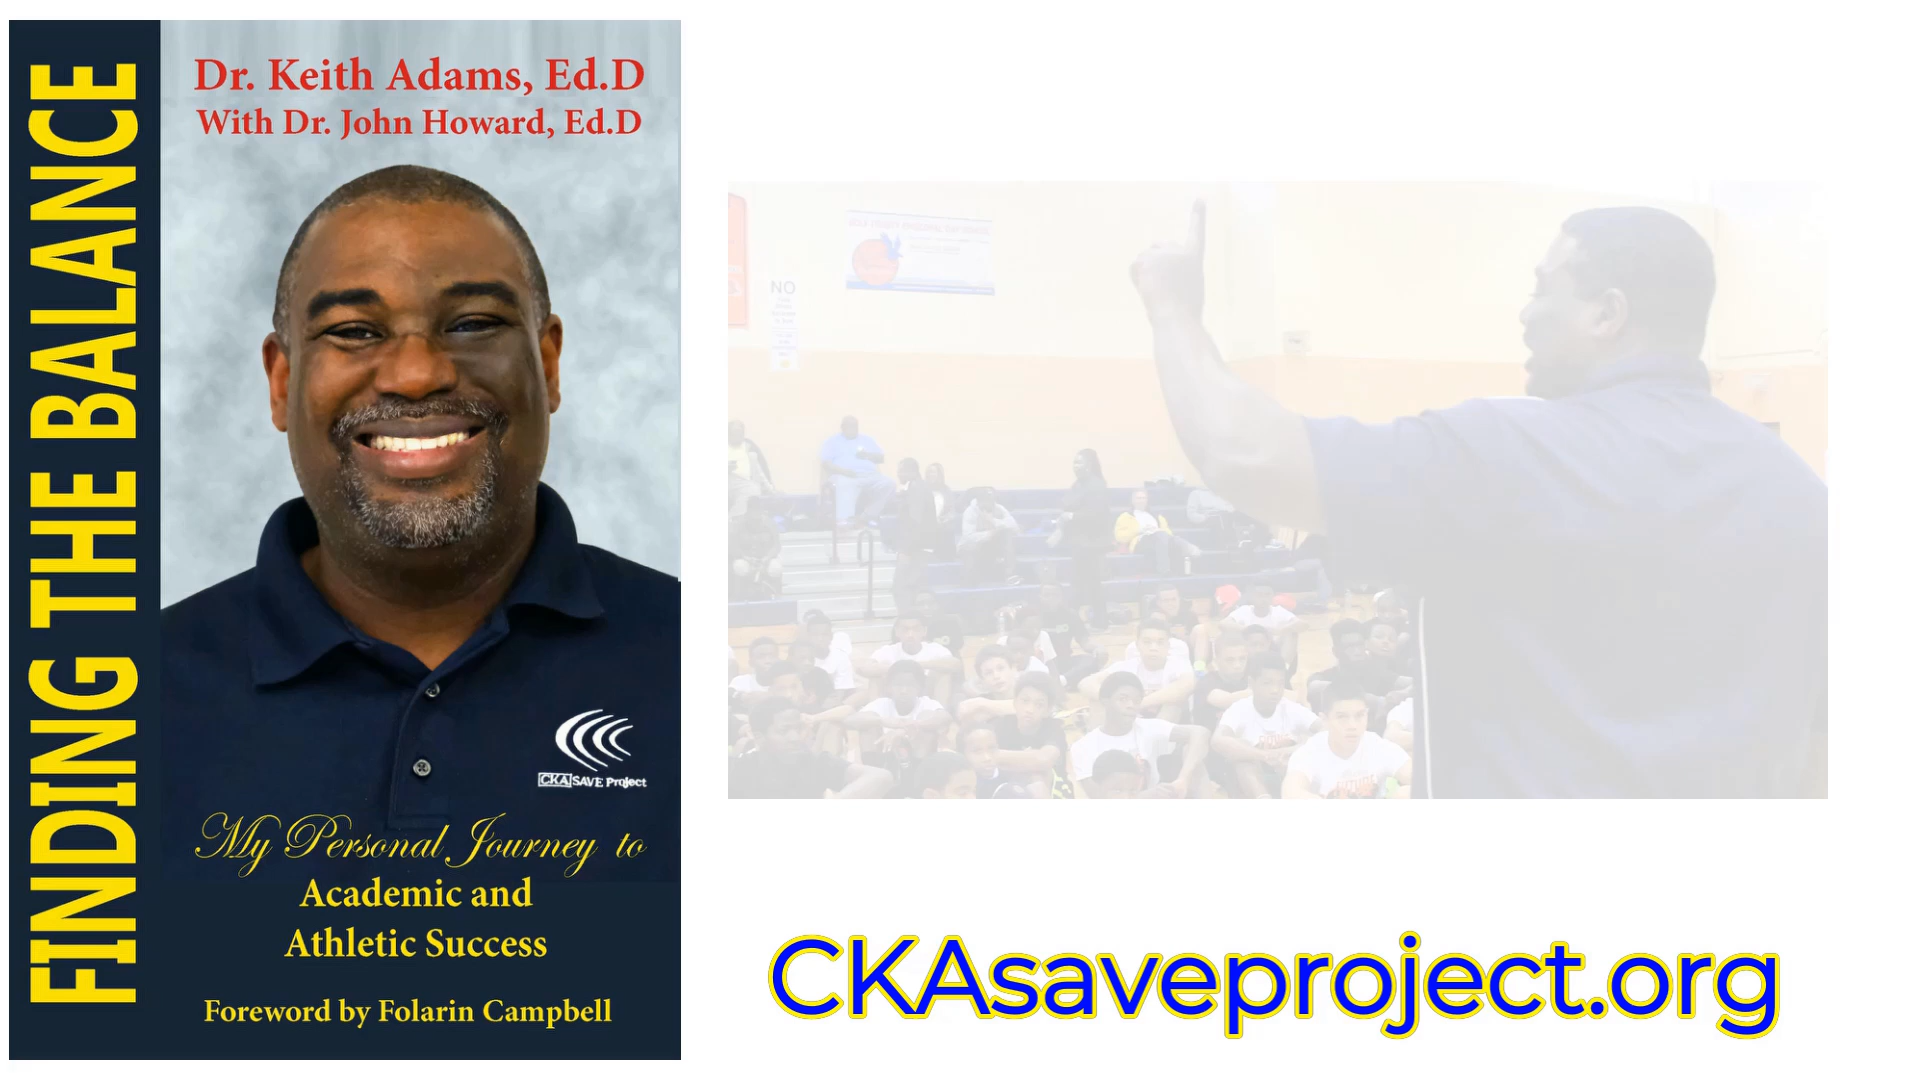 FINDING THE BALANCE
Dr. Keith Adams, Ed.D
With Dr. John Howard, Ed.D
CKA SAVE Project
My Personal Journey to
Academic and
Athletic Success
Foreword by Folarin Campbell
NO
CKAsaveproject.org